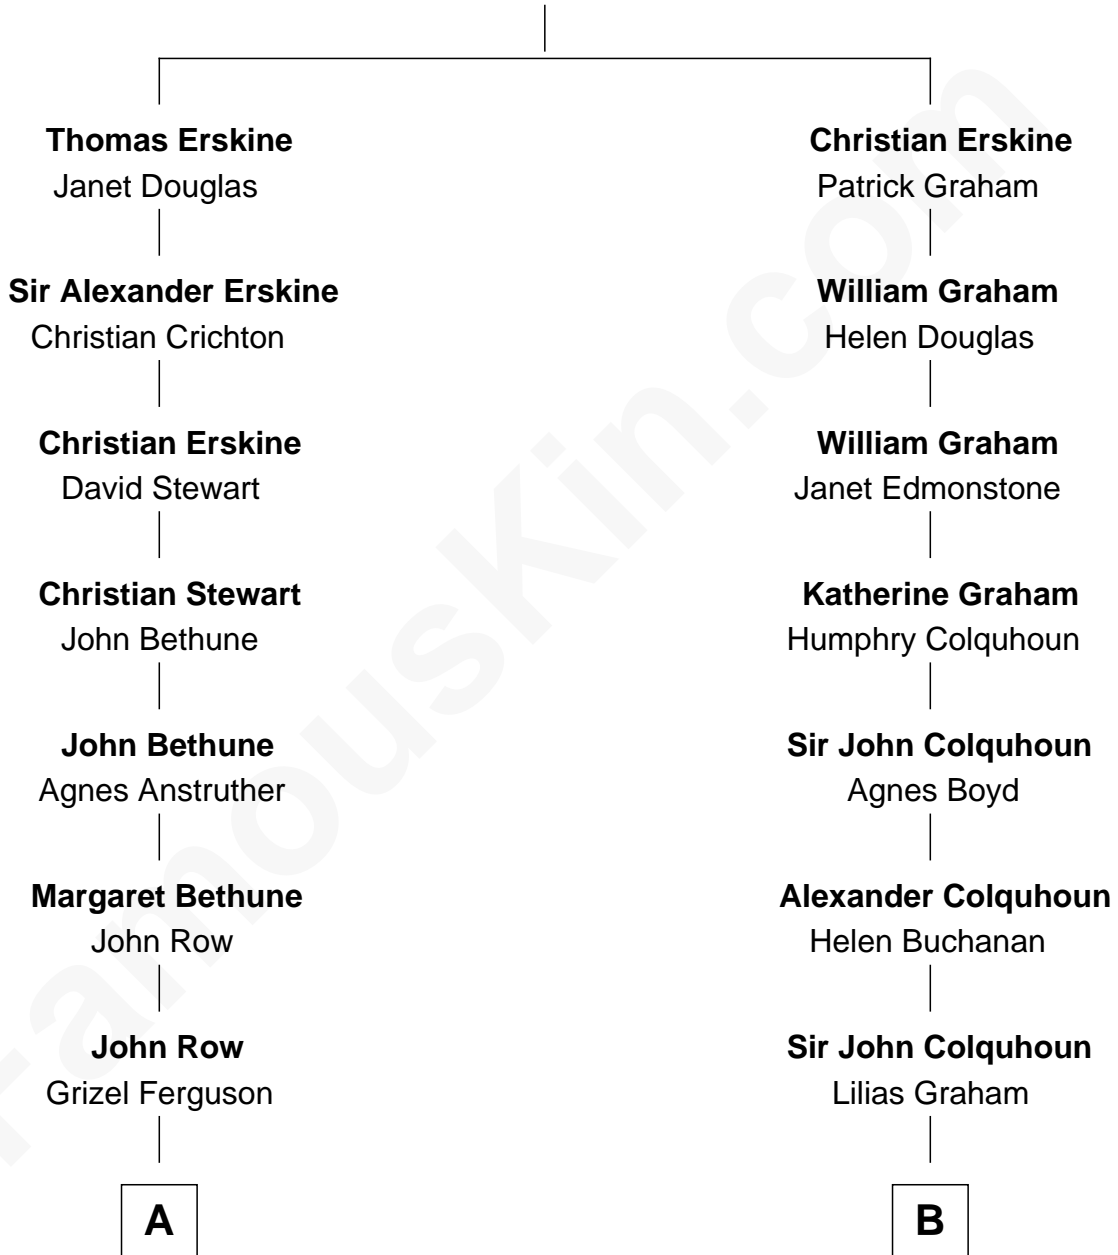 Thomas Erskine
Janet Douglas
Sir Alexander Erskine
Christian Crichton
Christian Erskine
David Stewart
Christian Stewart
John Bethune
John Bethune
Agnes Anstruther
Margaret Bethune
John Row
John Row
Grizel Ferguson
A
Christian Erskine
Patrick Graham
William Graham
Helen Douglas
William Graham
Janet Edmonstone
Katherine Graham
Humphry Colquhoun
Sir John Colquhoun
Agnes Boyd
Alexander Colquhoun
Helen Buchanan
Sir John Colquhoun
Lilias Graham
B
FamousKin.com